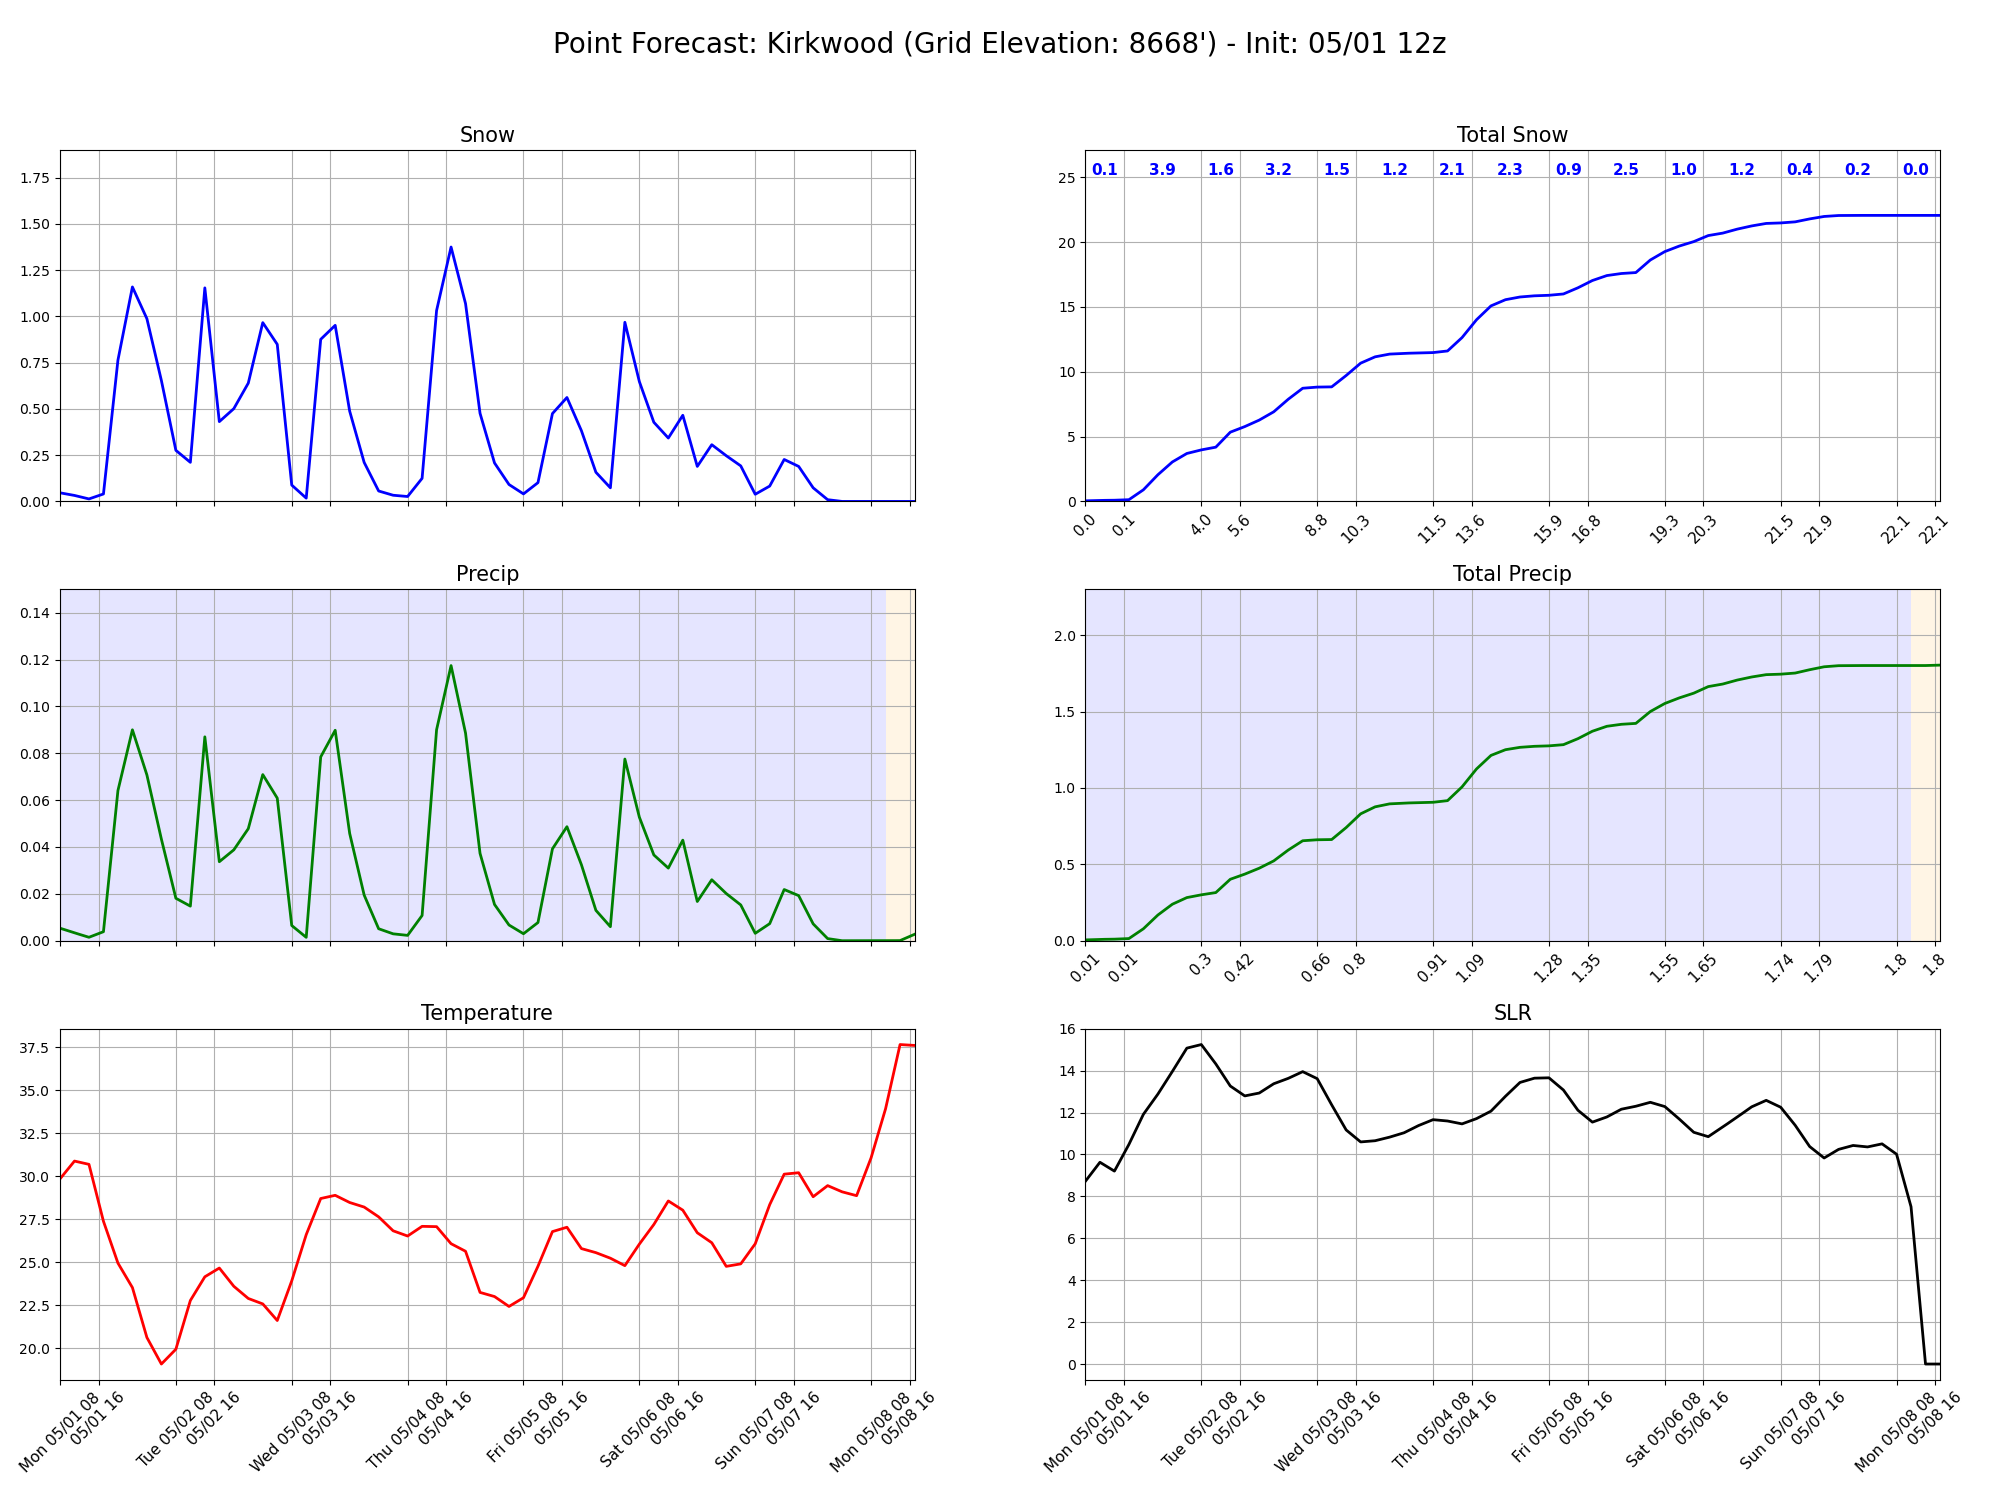 Point Forecast: Kirkwood (Grid Elevation: 8668') - Init: 05/01 12z
Snow
1.75
1.50
1.25
1.00
0.75
0.50
0.25
0.00
Total Snow
0.1 3.9 1.6 3.2 1.5 1.2 2.1 2.3 0.9 2.5 1.0 1.2 0.4 0.2 0.0
25
20
15
10
5
0
0.0 0.1 4.0 5.6 8.8 10.3 11.5 13.6 15.9 16.8 19.3 20.3 21.5 21.9 22.1 22.1
Precip
0.14
0.12
0.10
0.08
0.06
0.04
0.02
0.00
Total Precip
2.0
1.5
1.0
0.5
0.0
0.01 0.01 0.3 0.42 0.66 0.8 0.91 1.09 1.28 1.35 1.55 1.65 1.74 1.79 1.8 1.8
Temperature
37.5
35.0
32.5
30.0
27.5
25.0
22.5
20.0
Mon 05/01 08
05/01 16
Tue 05/02 08
05/02 16
Wed 05/03 08
05/03 16
Thu 05/04 08
05/04 16
Fri 05/05 08
05/05 16
Sat 05/06 08
05/06 16
Sun 05/07 08
05/07 16
Mon 05/08 08
05/08 16
SLR
16
14
12
10
8
6
4
2
0
Mon 05/01 08
05/01 16
Tue 05/02 08
05/02 16
Wed 05/03 08
05/03 16
Thu 05/04 08
05/04 16
Fri 05/05 08
05/05 16
Sat 05/06 08
05/06 16
Sun 05/07 08
05/07 16
Mon 05/08 08
05/08 16